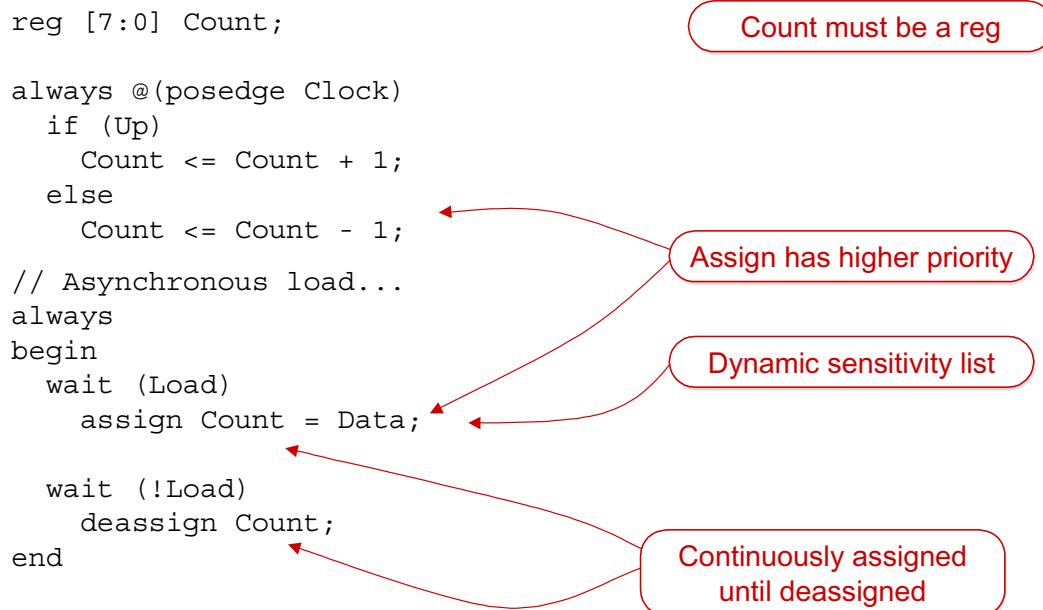 reg [7:0] Count;
Count must be a reg
always @(posedge Clock)
  if (Up)
    Count <= Count + 1;
  else
    Count <= Count - 1;
Assign has higher priority
// Asynchronous load...
always
begin
  wait (Load)
    assign Count = Data;
Dynamic sensitivity list
  wait (!Load)
    deassign Count;
end
Continuously assigned
until deassigned